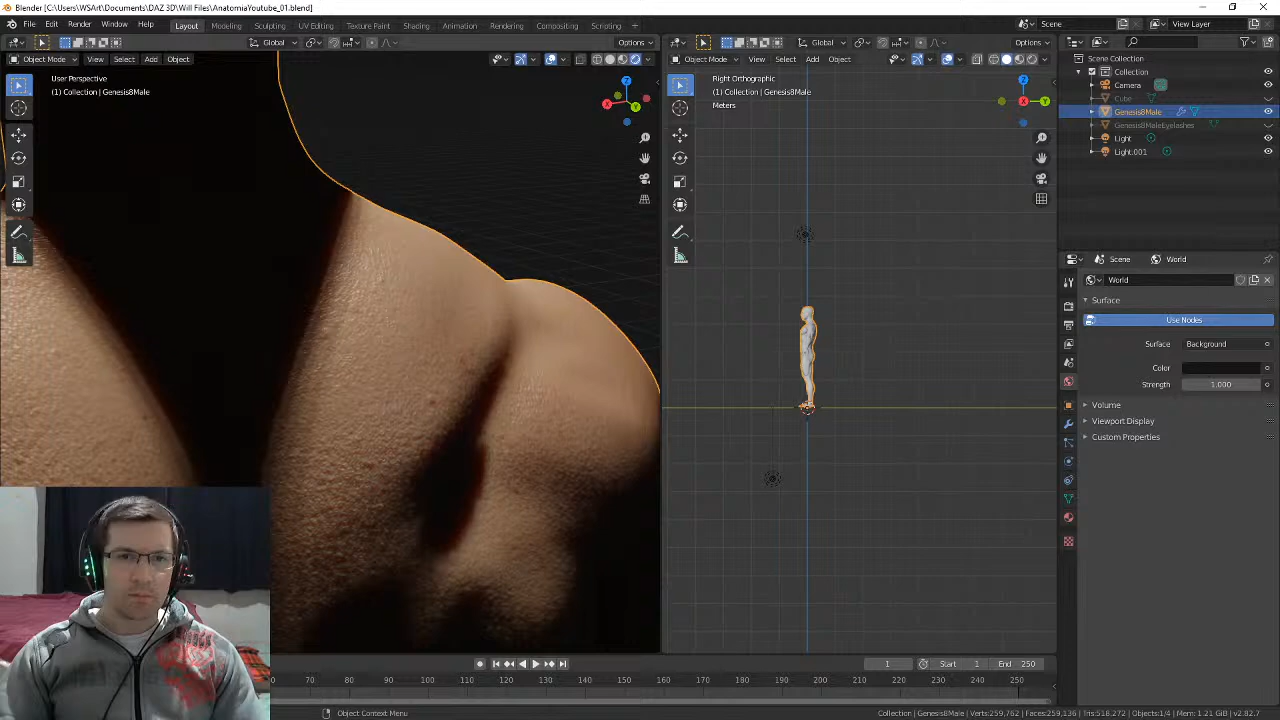 Blender [C:\Users\WSArt\Documents\DAZ 3D\Will Files\AnatomiaYoutube_01.blend]
File Edit Render Window Help Layout Modeling Sculpting UV Editing Texture Paint Shading Animation Rendering Compositing Scripting Scene View Layer
Global Options
Object Mode View Select Add Object
User Perspective
(1) Collection | Genesis8Male
X Y Z
Global Options
Object Mode View Select Add Object
Right Orthographic
(1) Collection | Genesis8Male
Meters
X Y Z
Scene Collection
Collection
Camera
Cube
Genesis8Male
Genesis8MaleEyelashes
Light
Light.001
Scene World
World
Surface
Use Nodes
Surface Background
Color
Strength 1.000
Volume
Viewport Display
Custom Properties
1 Start 1 End 250
60 70 80 90 100 110 120 130 140 150 160 170 180 190 200 210 220 230 240 250
Object Context Menu
Collection | Genesis8Male | Verts:259,762 | Faces:259,136 | Tris:518,272 | Objects:1/4 | Mem: 1.21 GiB | v2.82.7